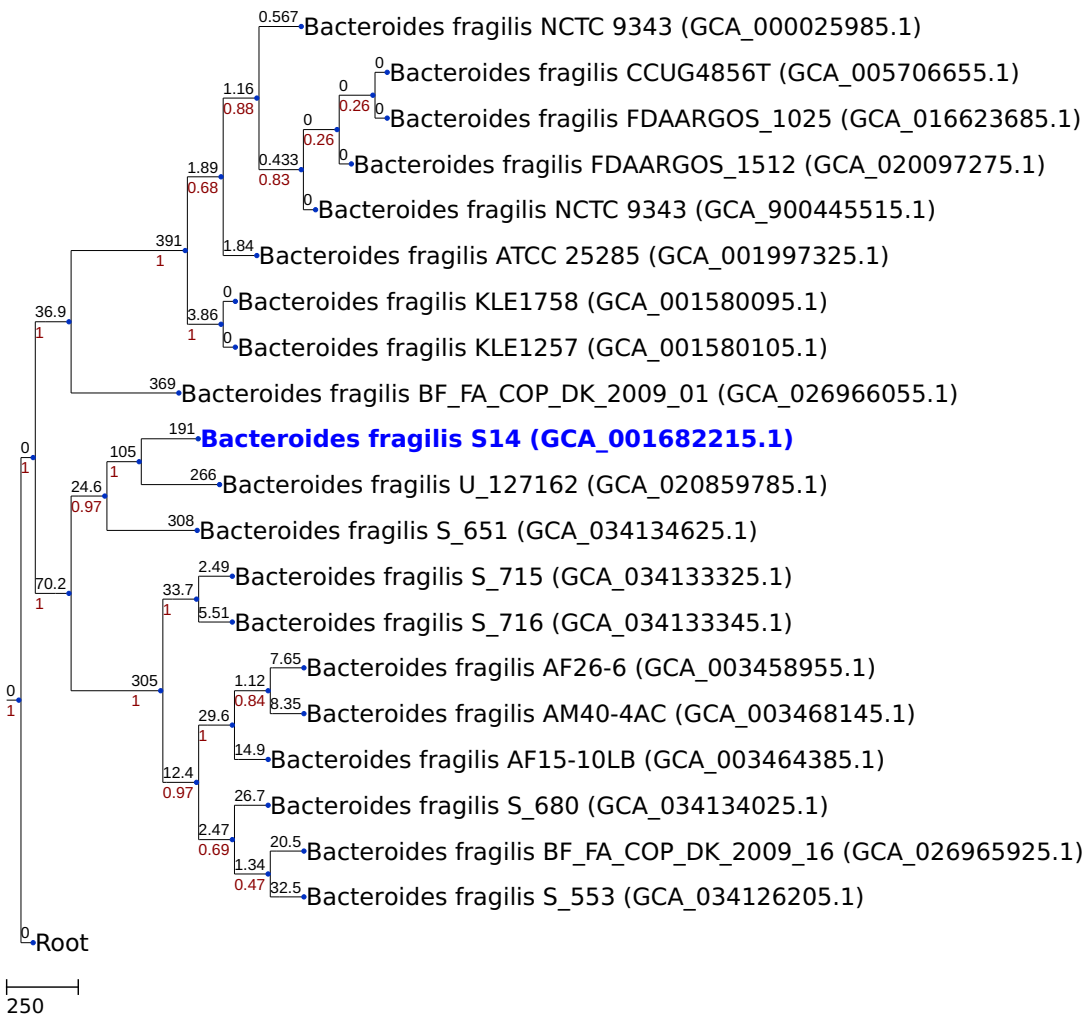 0.567 Bacteroides fragilis NCTC 9343 (GCA_000025985.1)
0 Bacteroides fragilis CCUG4856T (GCA_005706655.1)
1.16 0 0.26
0.88
0 Bacteroides fragilis FDAARGOS_1025 (GCA_016623685.1)
0 0.26
0.433 0 Bacteroides fragilis FDAARGOS_1512 (GCA_020097275.1)
1.89 0.83
0.68
0 Bacteroides fragilis NCTC 9343 (GCA_900445515.1)
391 1.84 Bacteroides fragilis ATCC 25285 (GCA_001997325.1)
1
0 Bacteroides fragilis KLE1758 (GCA_001580095.1)
36.9 3.86
1 1
0 Bacteroides fragilis KLE1257 (GCA_001580105.1)
369 Bacteroides fragilis BF_FA_COP_DK_2009_01 (GCA_026966055.1)
191 Bacteroides fragilis S14 (GCA_001682215.1)
0 105
1 1
266 Bacteroides fragilis U_127162 (GCA_020859785.1)
24.6
0.97
308 Bacteroides fragilis S_651 (GCA_034134625.1)
2.49 Bacteroides fragilis S_715 (GCA_034133325.1)
70.2 33.7
1 1
5.51 Bacteroides fragilis S_716 (GCA_034133345.1)
7.65 Bacteroides fragilis AF26-6 (GCA_003458955.1)
0 305 1.12
1 1 0.84
8.35 Bacteroides fragilis AM40-4AC (GCA_003468145.1)
29.6
1
14.9 Bacteroides fragilis AF15-10LB (GCA_003464385.1)
12.4
0.97
26.7 Bacteroides fragilis S_680 (GCA_034134025.1)
2.47
0.69
20.5 Bacteroides fragilis BF_FA_COP_DK_2009_16 (GCA_026965925.1)
1.34
0.47
32.5 Bacteroides fragilis S_553 (GCA_034126205.1)
0 Root
250